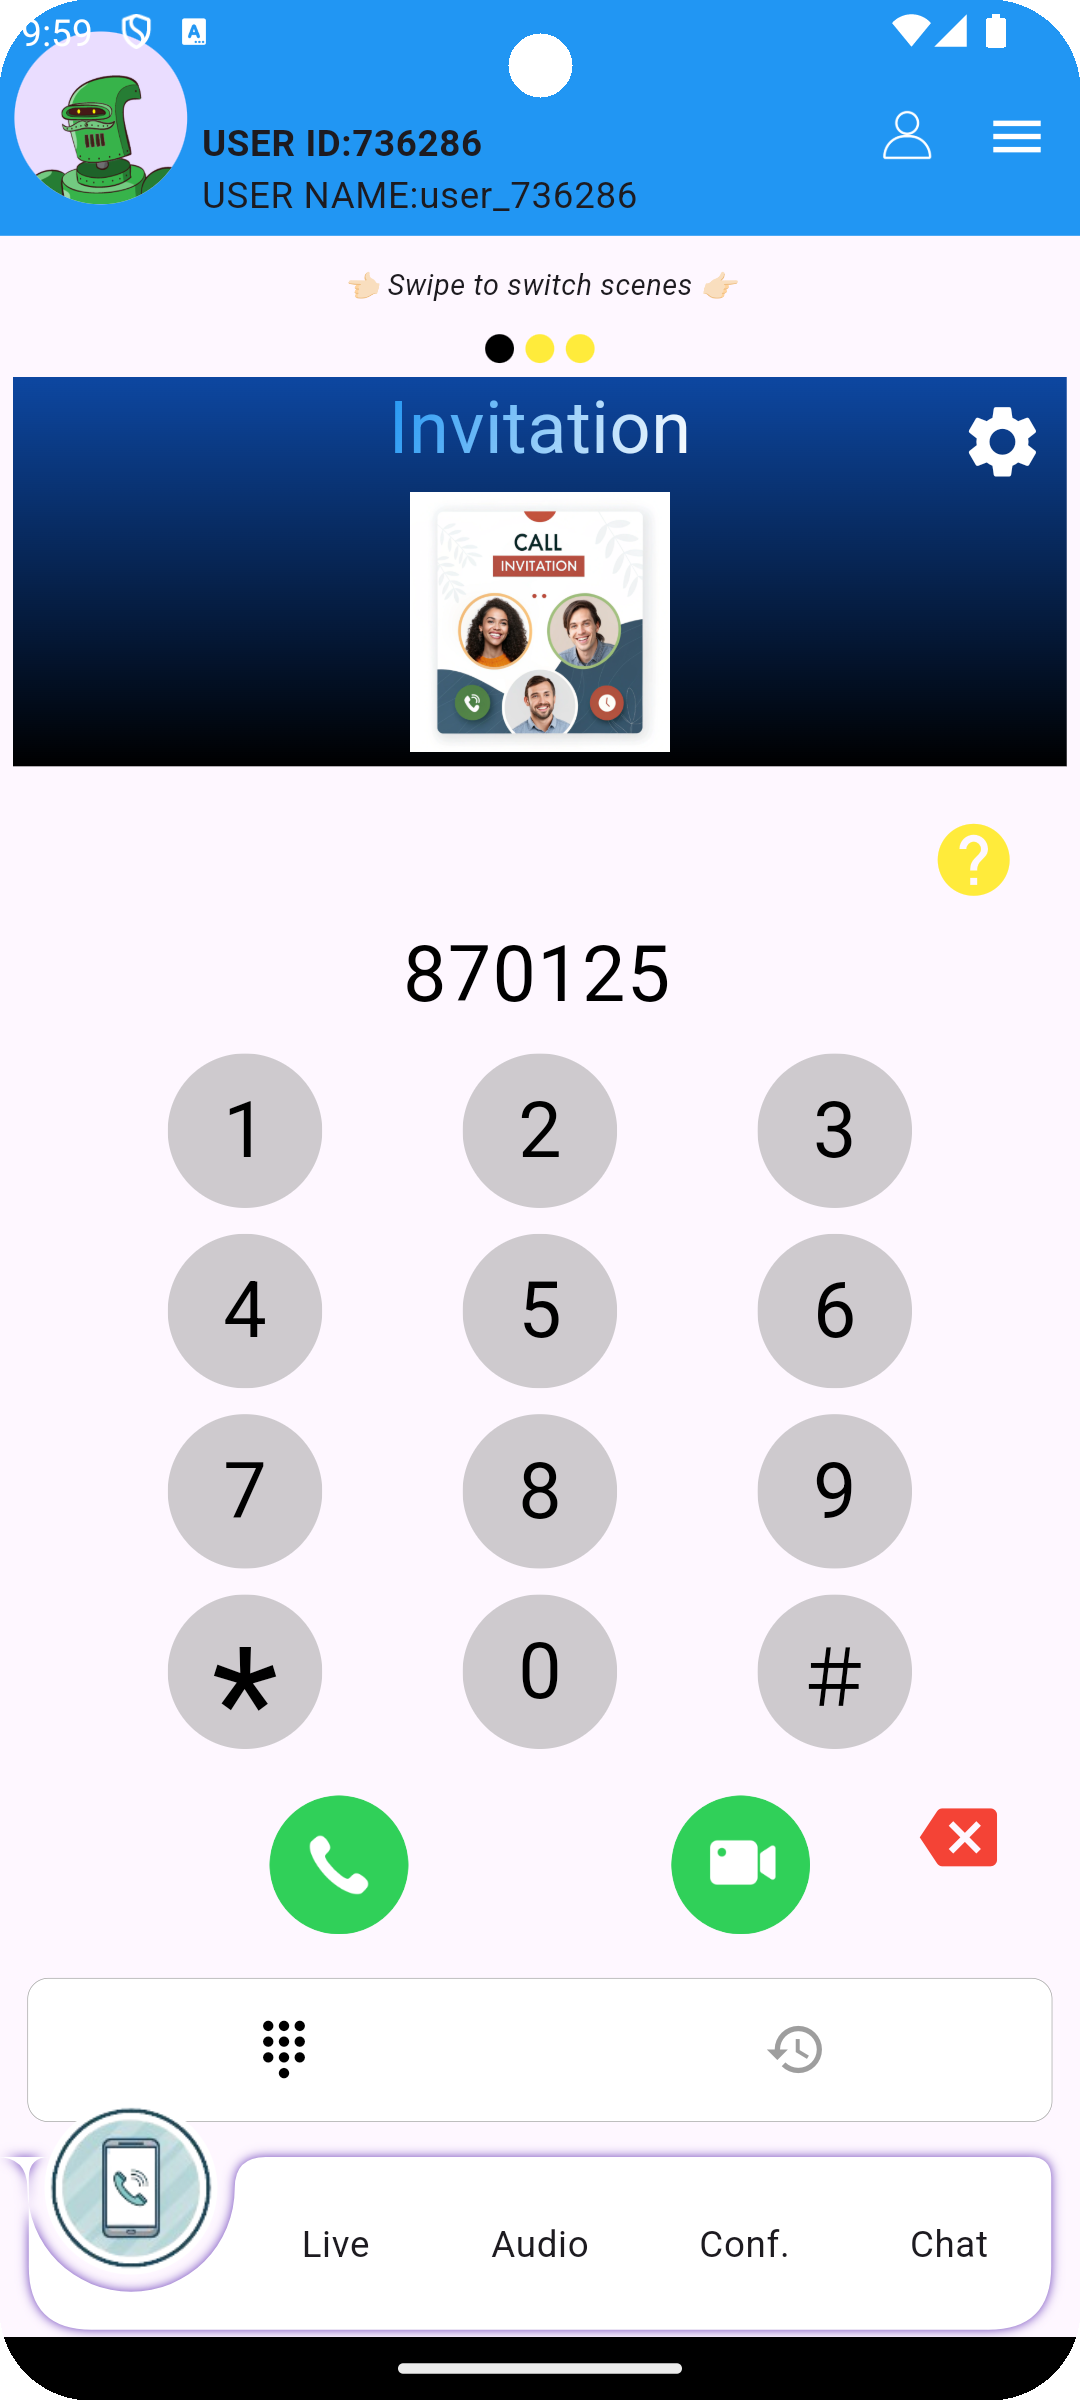 9:59
USER ID:736286
USER NAME:user_736286
👈🏻 Swipe to switch scenes 👉🏻
Invitation
CALL
INVITATION
870125
1 2 3
4 5 6
7 8 9
* 0 #
Live Audio Conf. Chat